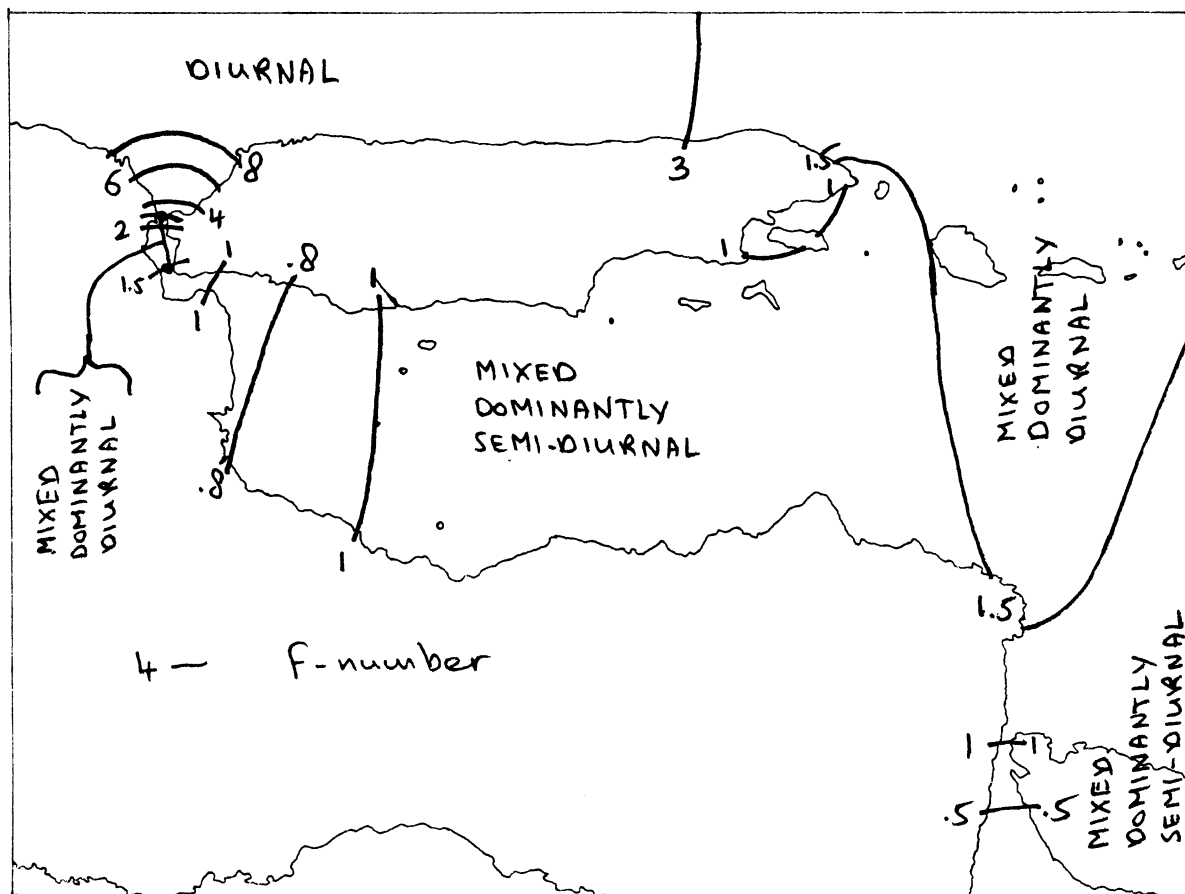 DIURNAL
8
6
4
2
1.5
3
1.5
1
1
1
.8
1
1
MIXED
DOMINANTLY
SEMI-DIURNAL
MIXED
DOMINANTLY
DIURNAL
MIXED
DOMINANTLY
DIURNAL
.8
1
1.5
4 — F-number
1
1
.5
.5
MIXED
DOMINANTLY
SEMI-DIURNAL